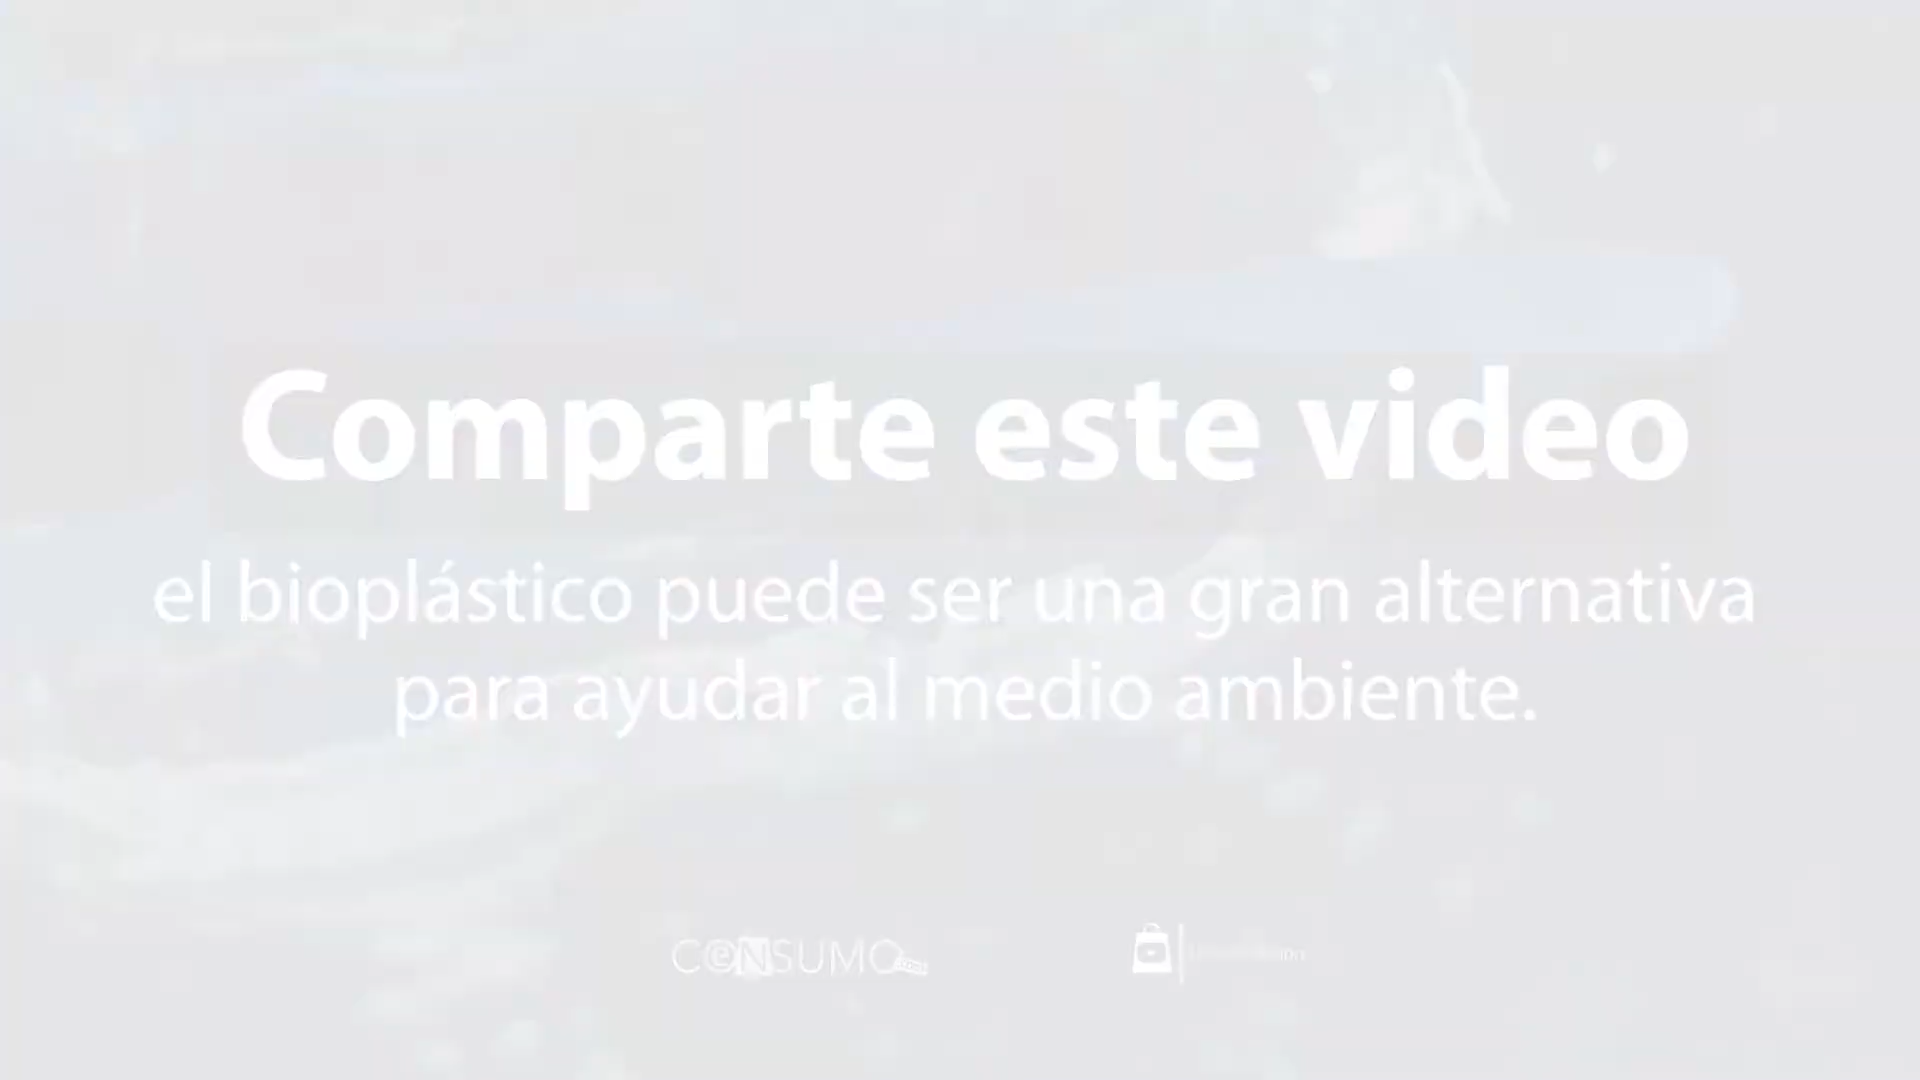 Comparte este video
el bioplástico puede ser una gran alternativa
para ayudar al medio ambiente.
CONSUMO